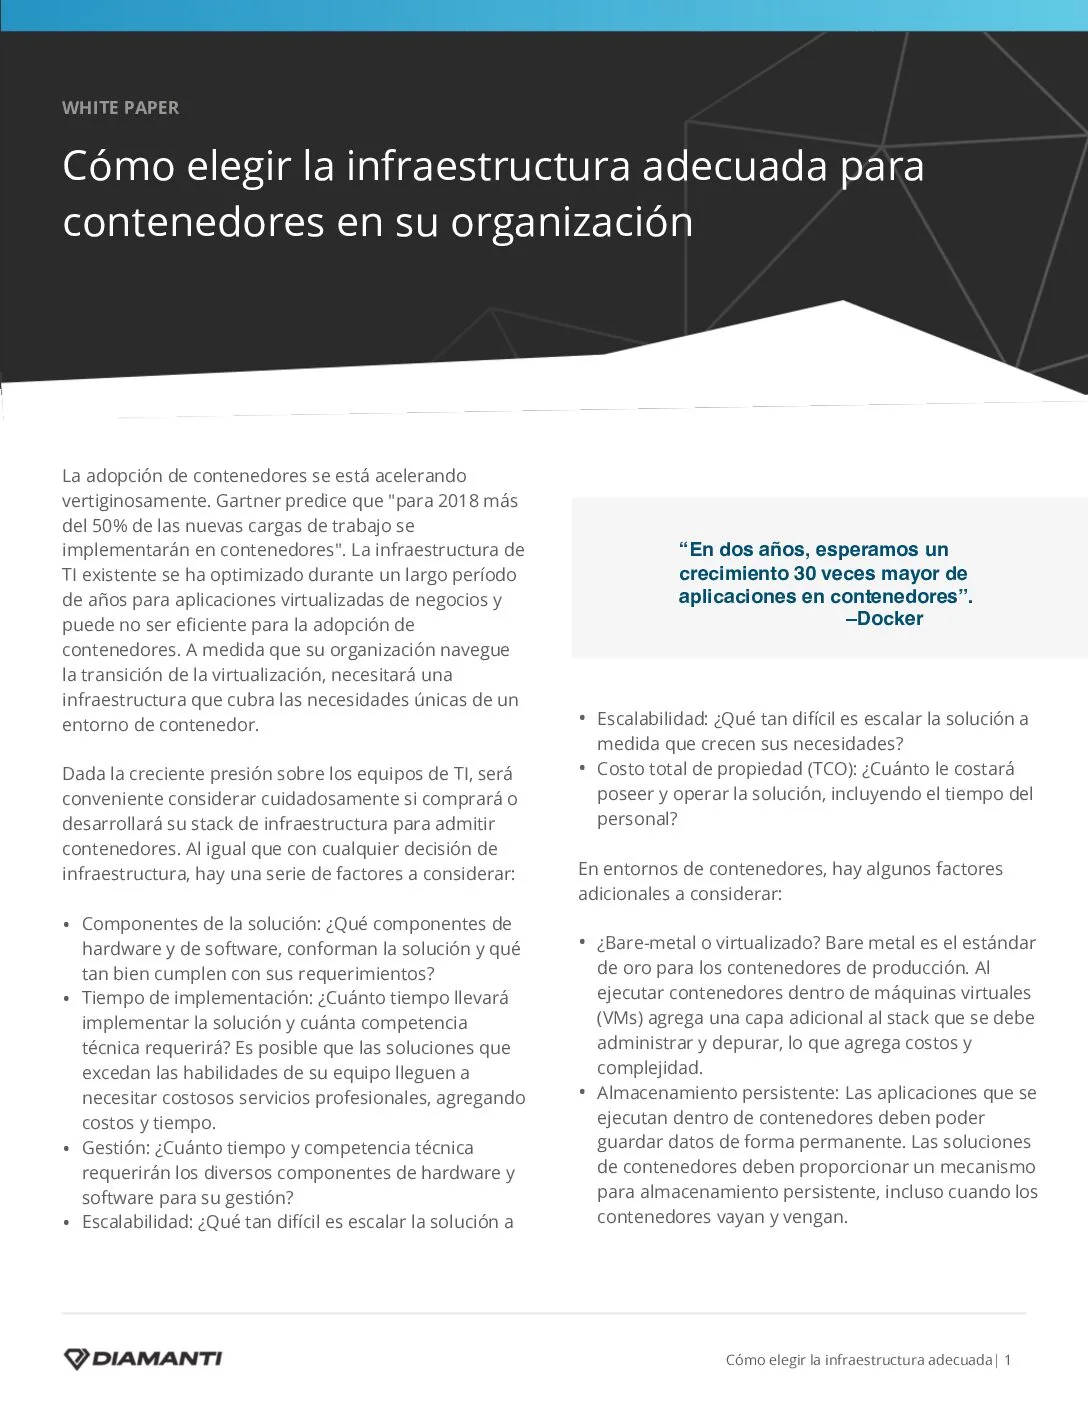 WHITE PAPER
Cómo elegir la infraestructura adecuada para
contenedores en su organización
La adopción de contenedores se está acelerando
vertiginosamente. Gartner predice que "para 2018 más
del 50% de las nuevas cargas de trabajo se
implementarán en contenedores". La infraestructura de
TI existente se ha optimizado durante un largo período
de años para aplicaciones virtualizadas de negocios y
puede no ser eficiente para la adopción de
contenedores. A medida que su organización navegue
la transición de la virtualización, necesitará una
infraestructura que cubra las necesidades únicas de un
entorno de contenedor.
Dada la creciente presión sobre los equipos de TI, será
conveniente considerar cuidadosamente si comprará o
desarrollará su stack de infraestructura para admitir
contenedores. Al igual que con cualquier decisión de
infraestructura, hay una serie de factores a considerar:
• Componentes de la solución: ¿Qué componentes de
hardware y de software, conforman la solución y qué
tan bien cumplen con sus requerimientos?
• Tiempo de implementación: ¿Cuánto tiempo llevará
implementar la solución y cuánta competencia
técnica requerirá? Es posible que las soluciones que
excedan las habilidades de su equipo lleguen a
necesitar costosos servicios profesionales, agregando
costos y tiempo.
• Gestión: ¿Cuánto tiempo y competencia técnica
requerirán los diversos componentes de hardware y
software para su gestión?
• Escalabilidad: ¿Qué tan difícil es escalar la solución a
“En dos años, esperamos un
crecimiento 30 veces mayor de
aplicaciones en contenedores”.
–Docker
• Escalabilidad: ¿Qué tan difícil es escalar la solución a
medida que crecen sus necesidades?
• Costo total de propiedad (TCO): ¿Cuánto le costará
poseer y operar la solución, incluyendo el tiempo del
personal?
En entornos de contenedores, hay algunos factores
adicionales a considerar:
• ¿Bare-metal o virtualizado? Bare metal es el estándar
de oro para los contenedores de producción. Al
ejecutar contenedores dentro de máquinas virtuales
(VMs) agrega una capa adicional al stack que se debe
administrar y depurar, lo que agrega costos y
complejidad.
• Almacenamiento persistente: Las aplicaciones que se
ejecutan dentro de contenedores deben poder
guardar datos de forma permanente. Las soluciones
de contenedores deben proporcionar un mecanismo
para almacenamiento persistente, incluso cuando los
contenedores vayan y vengan.
DIAMANTI
Cómo elegir la infraestructura adecuada| 1